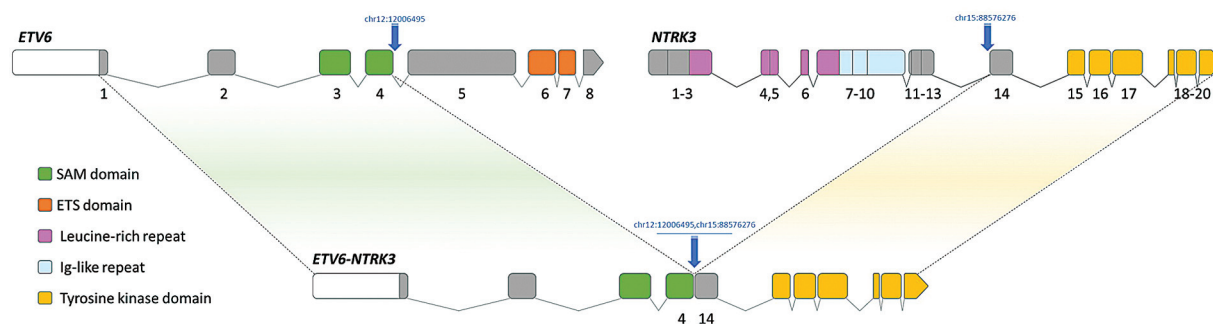 chr12:12006495
chr15:88576276
ETV6
NTRK3
1
2
3
4
5
6
7
8
1-3
4,5
6
7-10
11-13
14
15
16
17
18-20
SAM domain
ETS domain
Leucine-rich repeat
Ig-like repeat
Tyrosine kinase domain
chr12:12006495,chr15:88576276
ETV6-NTRK3
4
14